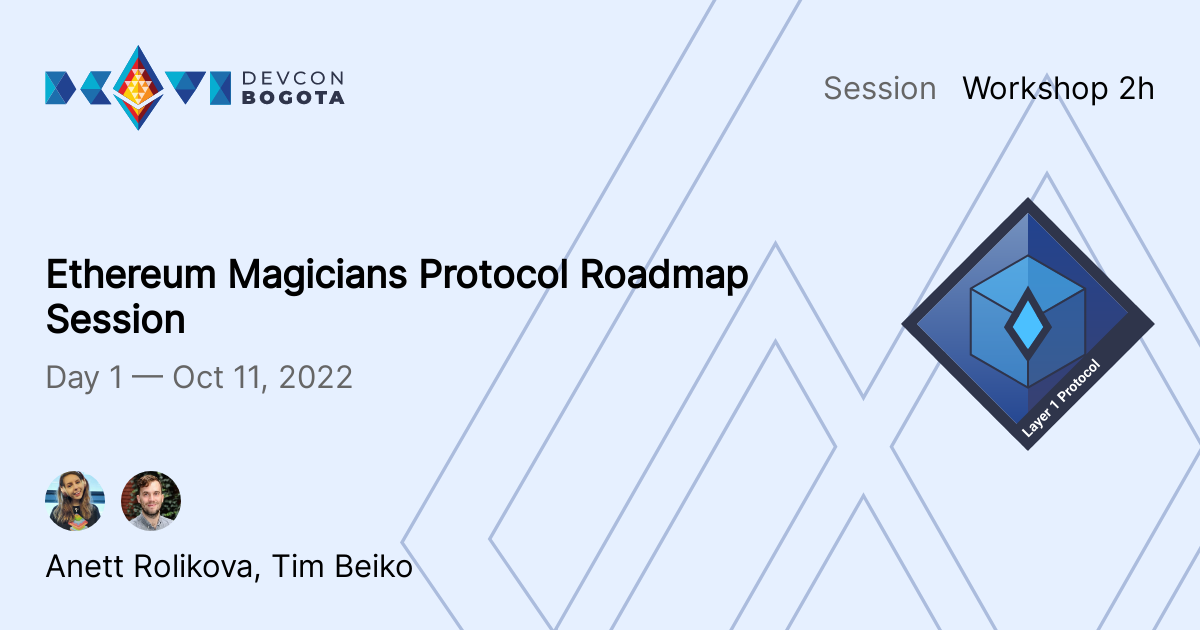 DEVCON
BOGOTA
Session Workshop 2h
Ethereum Magicians Protocol Roadmap
Session
Day 1 — Oct 11, 2022
Layer 1 Protocol
Anett Rolikova, Tim Beiko